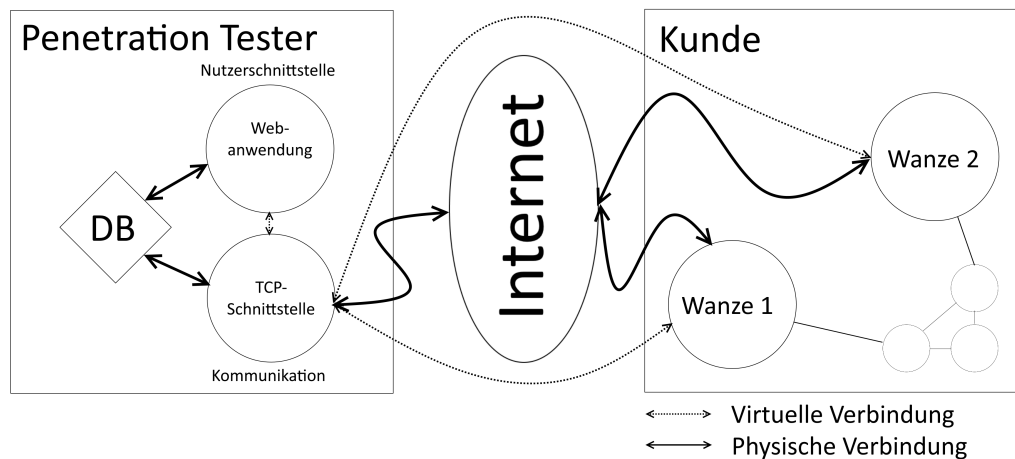 Penetration Tester
Nutzerschnittstelle
Web-
anwendung
DB
TCP-
Schnittstelle
Kommunikation
Internet
Kunde
Wanze 2
Wanze 1
Virtuelle Verbindung
Physische Verbindung